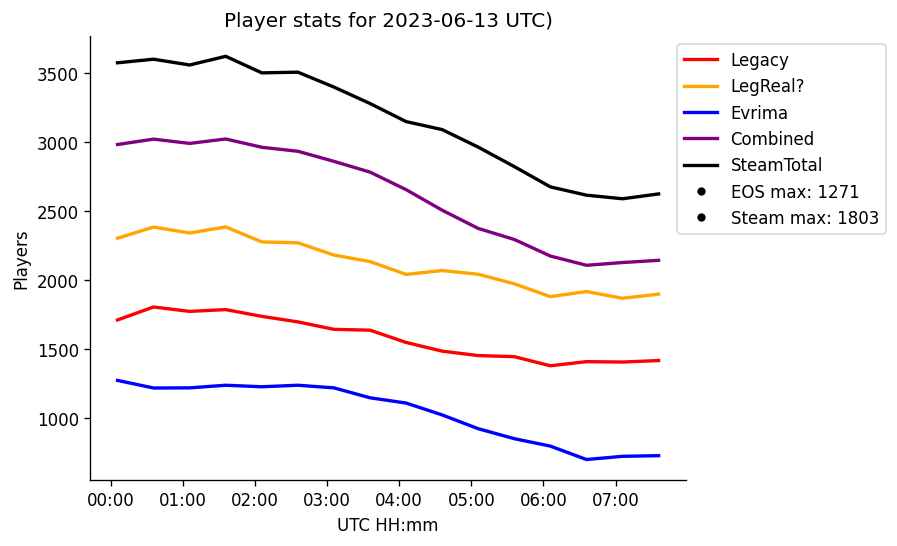 Player stats for 2023-06-13 UTC)
Legacy
LegReal?
Evrima
Combined
SteamTotal
EOS max: 1271
Steam max: 1803
3500
3000
2500
2000
1500
1000
Players
00:00 01:00 02:00 03:00 04:00 05:00 06:00 07:00
UTC HH:mm